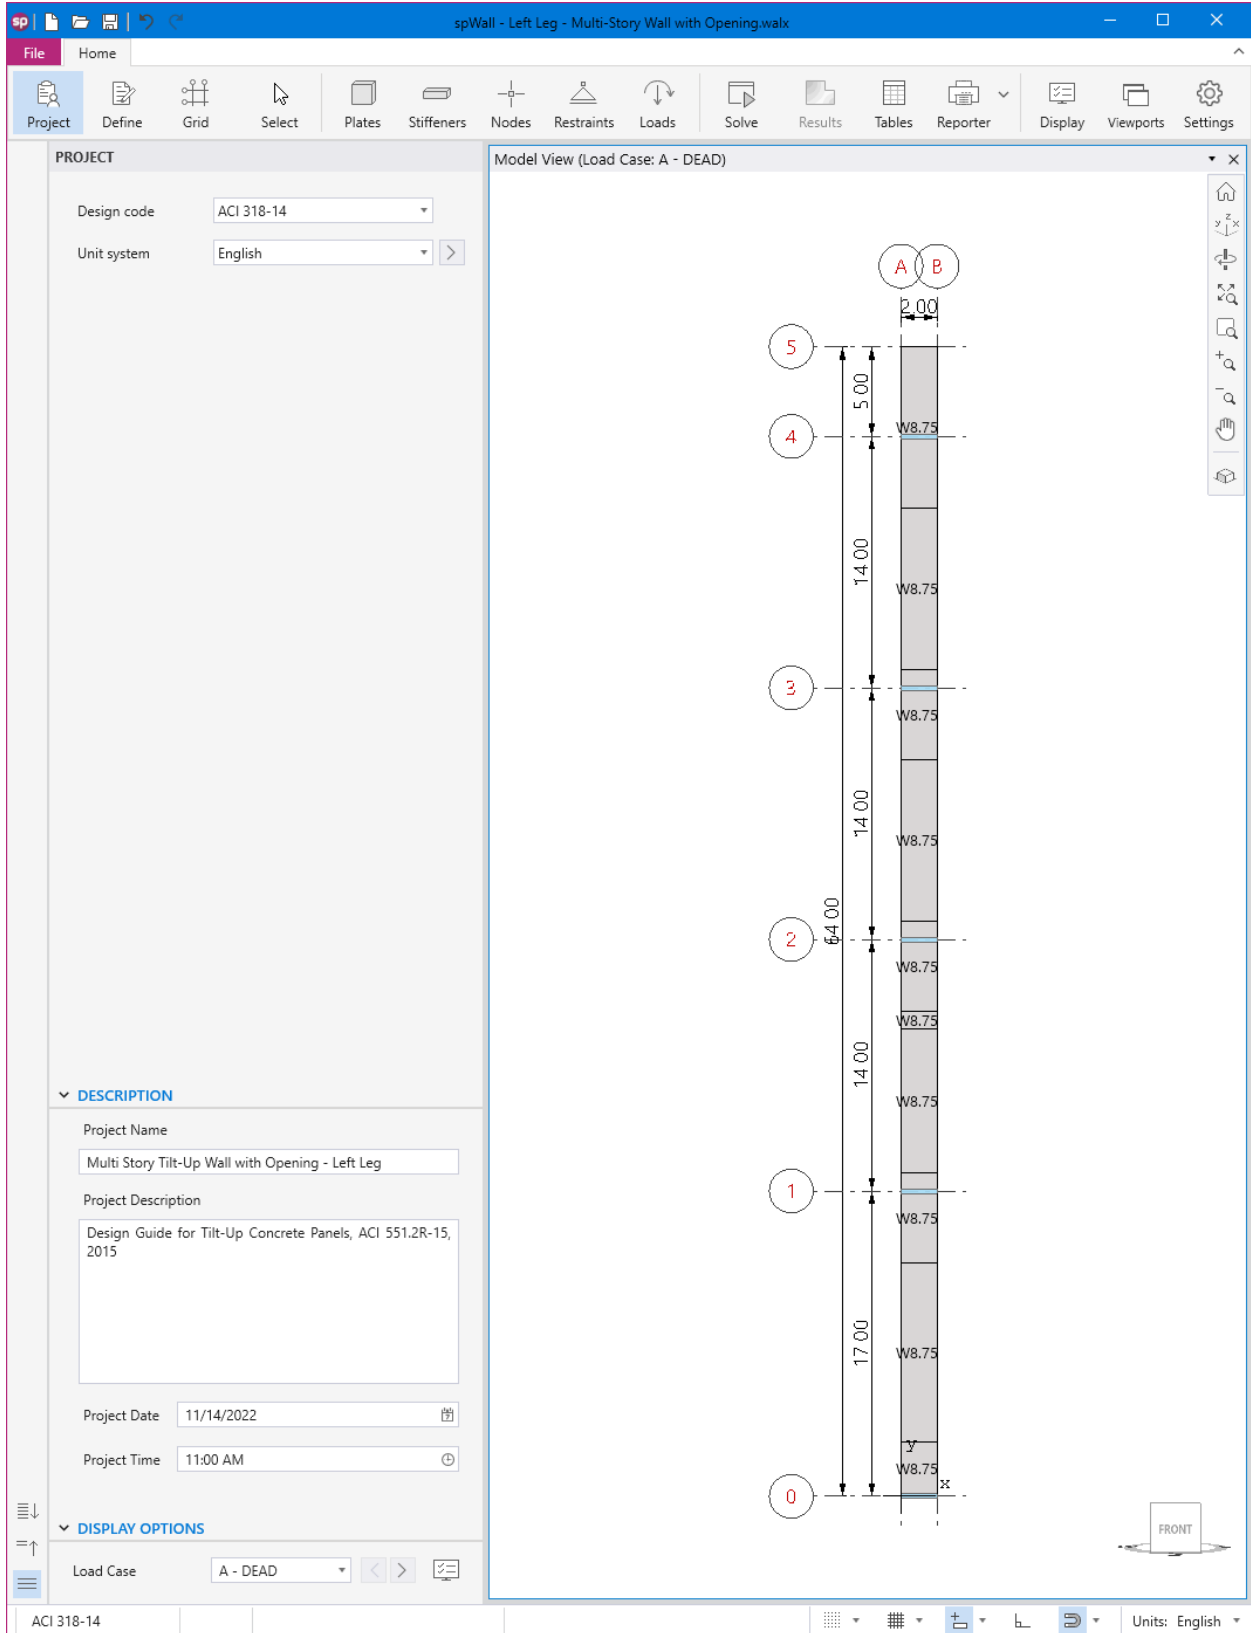 sp
spWall - Left Leg - Multi-Story Wall with Opening.walx
File
Home
Project
Define
Grid
Select
Plates
Stiffeners
Nodes
Restraints
Loads
Solve
Results
Tables
Reporter
Display
Viewports
Settings
PROJECT
Design code
ACI 318-14
Unit system
English
DESCRIPTION
Project Name
Multi Story Tilt-Up Wall with Opening - Left Leg
Project Description
Design Guide for Tilt-Up Concrete Panels, ACI 551.2R-15,
2015
Project Date
11/14/2022
Project Time
11:00 AM
DISPLAY OPTIONS
Load Case
A - DEAD
Model View (Load Case: A - DEAD)
z
y x
A B
2.00
5
5 00
W8.75
4
14 00
W8.75
3
W8.75
14 00
W8.75
64 00
2
W8.75
W8.75
14 00
W8.75
1
W8.75
17 00
W8.75
y
W8.75
x
0
FRONT
ACI 318-14
Units: English